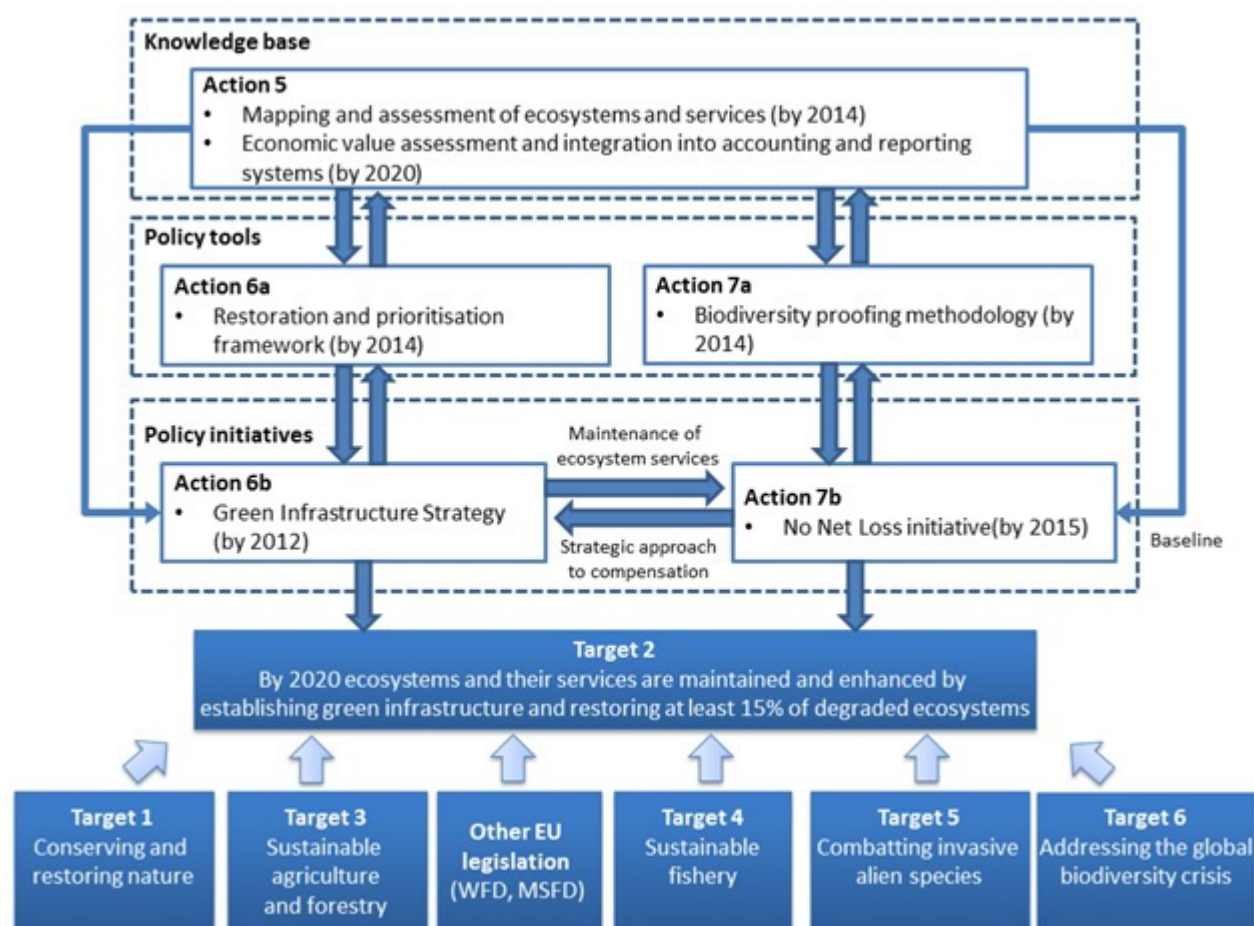 Knowledge base
Action 5
• Mapping and assessment of ecosystems and services (by 2014)
• Economic value assessment and integration into accounting and reporting
systems (by 2020)
Policy tools
Action 6a
• Restoration and prioritisation
framework (by 2014)
Action 7a
• Biodiversity proofing methodology (by
2014)
Policy initiatives
Maintenance of
ecosystem services
Action 6b
• Green Infrastructure Strategy
(by 2012)
Action 7b
• No Net Loss initiative(by 2015)
Strategic approach
to compensation
Baseline
Target 2
By 2020 ecosystems and their services are maintained and enhanced by
establishing green infrastructure and restoring at least 15% of degraded ecosystems
Target 1
Conserving and
restoring nature
Target 3
Sustainable
agriculture
and forestry
Other EU
legislation
(WFD, MSFD)
Target 4
Sustainable
fishery
Target 5
Combatting invasive
alien species
Target 6
Addressing the global
biodiversity crisis